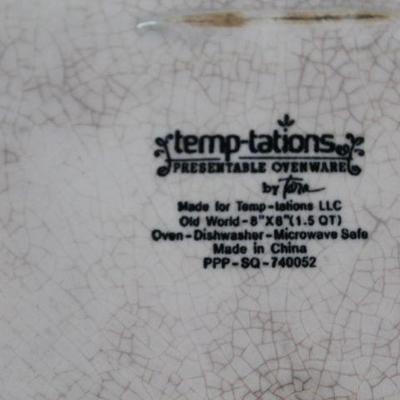 temp-tations
PRESENTABLE OVENWARE
by Tara
Made for Temp-tations LLC
Old World-8"X8"(1.5 QT)
Oven-Dishwasher-Microwave Safe
Made in China
PPP-SQ-740052